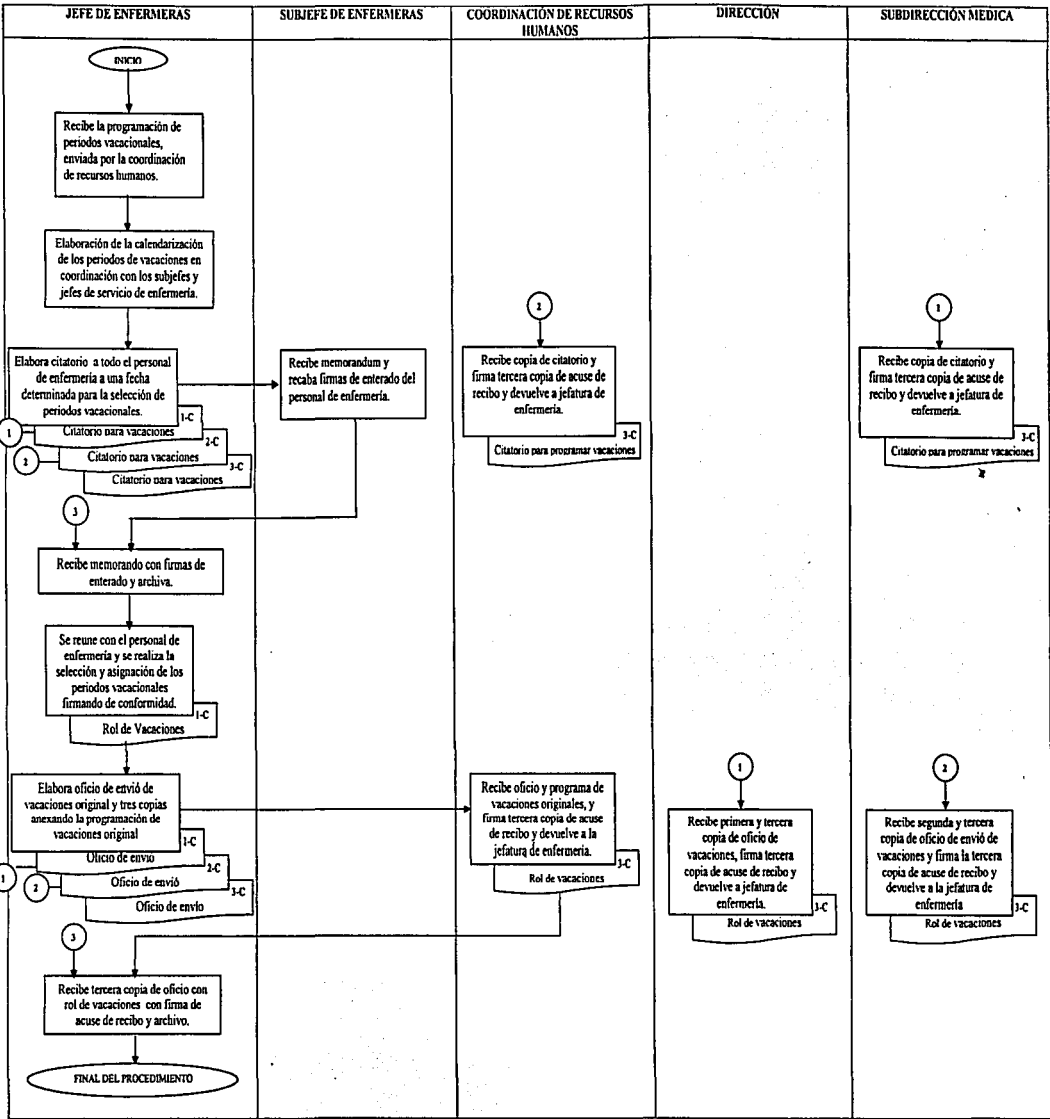 JEFE DE ENFERMERAS
SUBJEFE DE ENFERMERAS
COORDINACIÓN DE RECURSOS
HUMANOS
DIRECCIÓN
SUBDIRECCIÓN MEDICA
INICIO
Recibe la programación de
periodos vacacionales,
enviada por la coordinación
de recursos humanos.
Elaboración de la calendarización
de los periodos de vacaciones en
coordinación con los subjefes y
jefes de servicio de enfermería.
Elabora citatorio a todo el personal
de enfermería a una fecha
determinada para la selección de
periodos vacacionales.
1-C
Citatorio para vacaciones
1
2-C
Citatorio para vacaciones
2
3-C
Citatorio para vacaciones
Recibe memorandum y
recaba firmas de enterado del
personal de enfermería.
2
Recibe copia de citatorio y
firma tercera copia de acuse de
recibo y devuelve a jefatura de
enfermería.
3-C
Citatorio para programar vacaciones
1
Recibe copia de citatorio y
firma tercera copia de acuse de
recibo y devuelve a jefatura de
enfermería.
3-C
Citatorio para programar vacaciones
3
Recibe memorando con firmas de
enterado y archiva.
Se reune con el personal de
enfermería y se realiza la
selección y asignación de los
periodos vacacionales
firmando de conformidad.
1-C
Rol de Vacaciones
Elabora oficio de envió de
vacaciones original y tres copias
anexando la programación de
vacaciones original
1-C
Oficio de envió
1
2-C
Oficio de envió
2
3-C
Oficio de envío
Recibe oficio y programa de
vacaciones originales, y
firma tercera copia de acuse
de recibo y devuelve a la
jefatura de enfermería.
3-C
Rol de vacaciones
1
Recibe primera y tercera
copia de oficio de
vacaciones, firma tercera
copia de acuse de recibo y
devuelve a jefatura de
enfermería.
3-C
Rol de vacaciones
2
Recibe segunda y tercera
copia de oficio de envió de
vacaciones y firma la tercera
copia de acuse de recibo y
devuelve a la jefatura de
enfermería
3-C
Rol de vacaciones
3
Recibe tercera copia de oficio con
rol de vacaciones con firma de
acuse de recibo y archivo.
FINAL DEL PROCEDIMIENTO